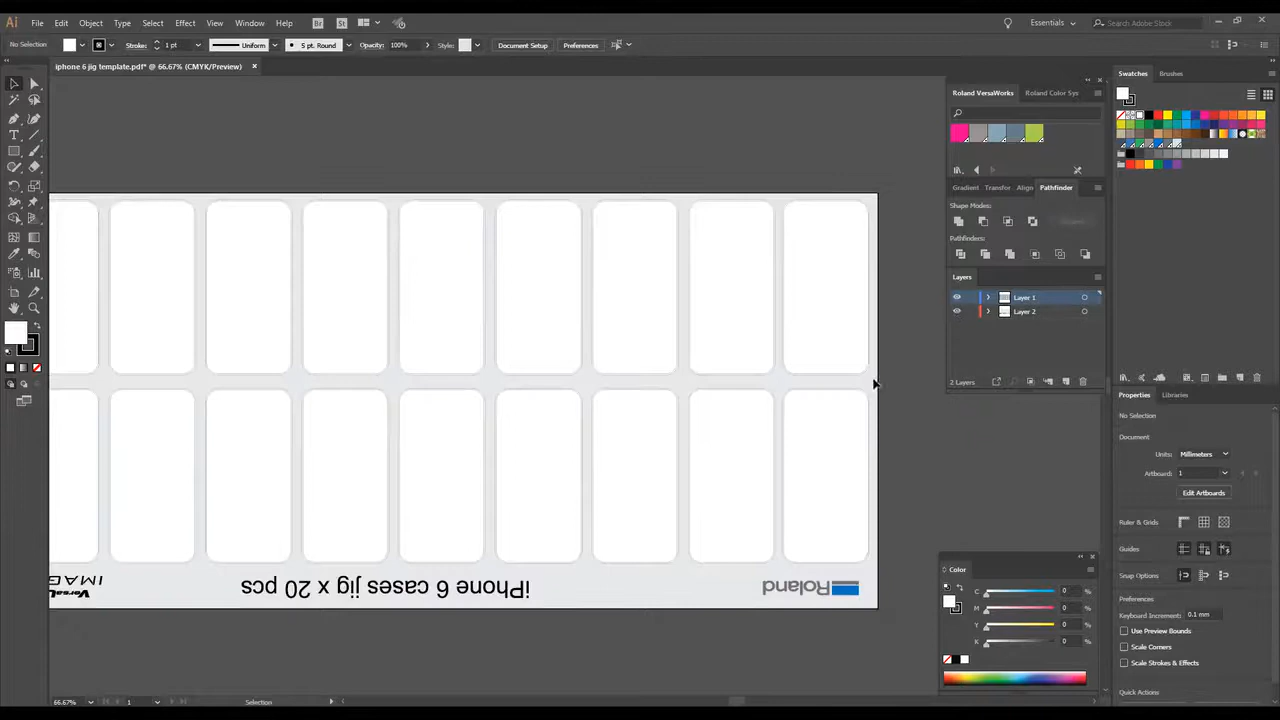 Ai File Edit Object Type Select Effect View Window Help Br St Essentials Search Adobe Stock
No Selection Stroke: 1 pt Uniform 5 pt. Round Opacity: 100% Style: Document Setup Preferences
iphone 6 jig template.pdf* @ 66.67% (CMYK/Preview)
Swatches Brushes
Roland VersaWorks Roland Color Sys
Gradient Transfor Align Pathfinder
Shape Modes:
Pathfinders:
Layers
Layer 1
Layer 2
2 Layers
Properties Libraries
No Selection
Document
Units: Millimeters
Artboard: 1
Edit Artboards
Ruler & Grids
Guides
Snap Options
Preferences
Keyboard Increment: 0.1 mm
Use Preview Bounds
Scale Corners
Scale Strokes & Effects
Quick Actions
Color
C 0 %
M 0 %
Y 0 %
K 0 %
iPhone 6 cases jig x 20 pcs
Roland
66.67% 1 Selection